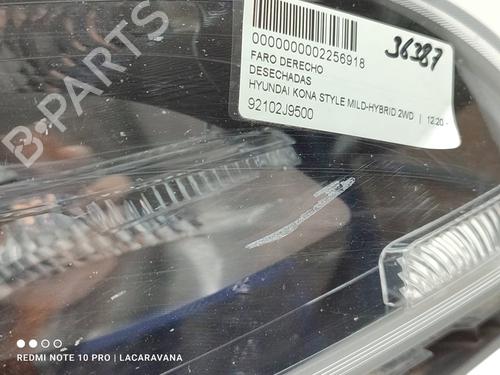 36387
0000000002256918
FARO DERECHO
DESECHADAS
HYUNDAI KONA STYLE MILD-HYBRID 2WD | 12.20 -
92102J9500
B-PARTS
REDMI NOTE 10 PRO | LACARAVANA